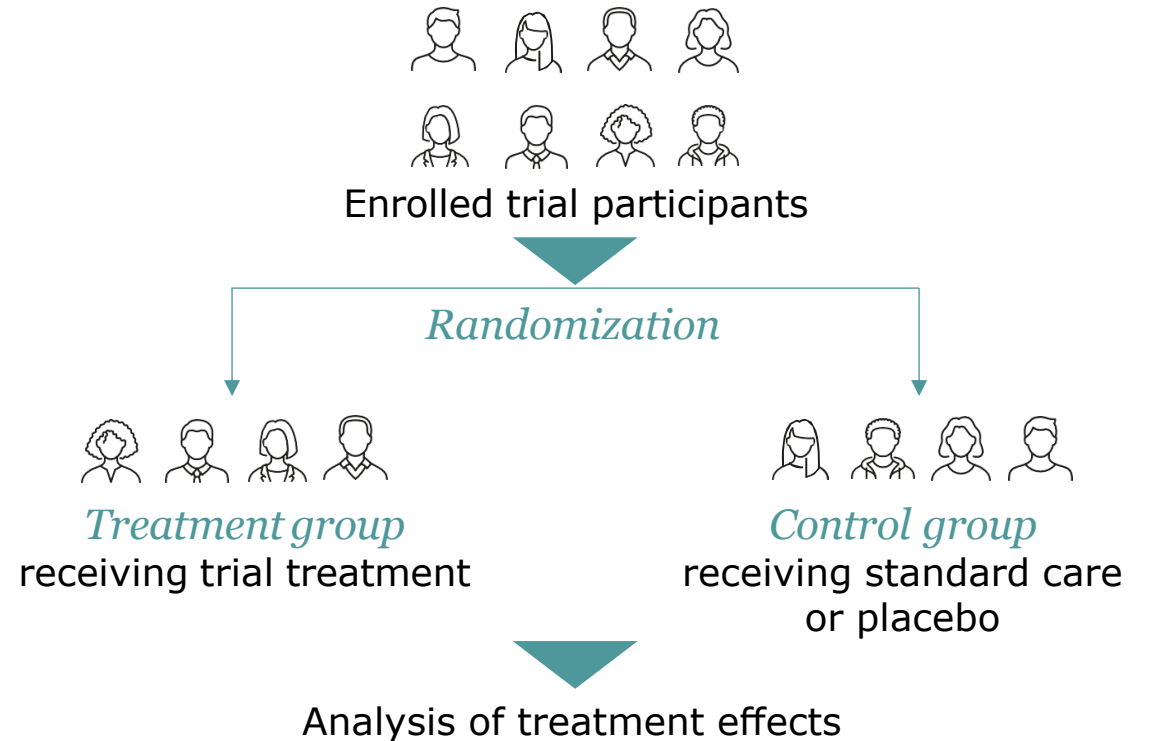 Enrolled trial participants
Randomization
Treatment group
receiving trial treatment
Control group
receiving standard care
or placebo
Analysis of treatment effects